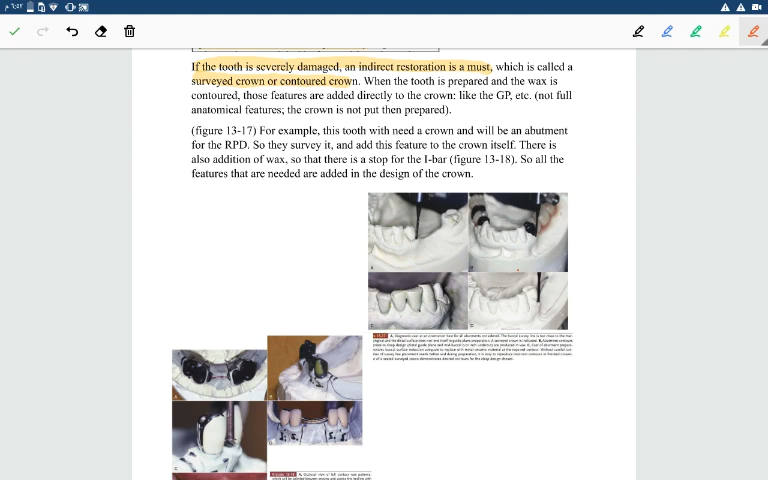 If the tooth is severely damaged, an indirect restoration is a must, which is called a
surveyed crown or contoured crown. When the tooth is prepared and the wax is
contoured, those features are added directly to the crown: like the GP, etc. (not full
anatomical features; the crown is not put then prepared).
(figure 13-17) For example, this tooth with need a crown and will be an abutment
for the RPD. So they survey it, and add this feature to the crown itself. There is
also addition of wax, so that there is a stop for the I-bar (figure 13-18). So all the
features that are needed are added in the design of the crown.